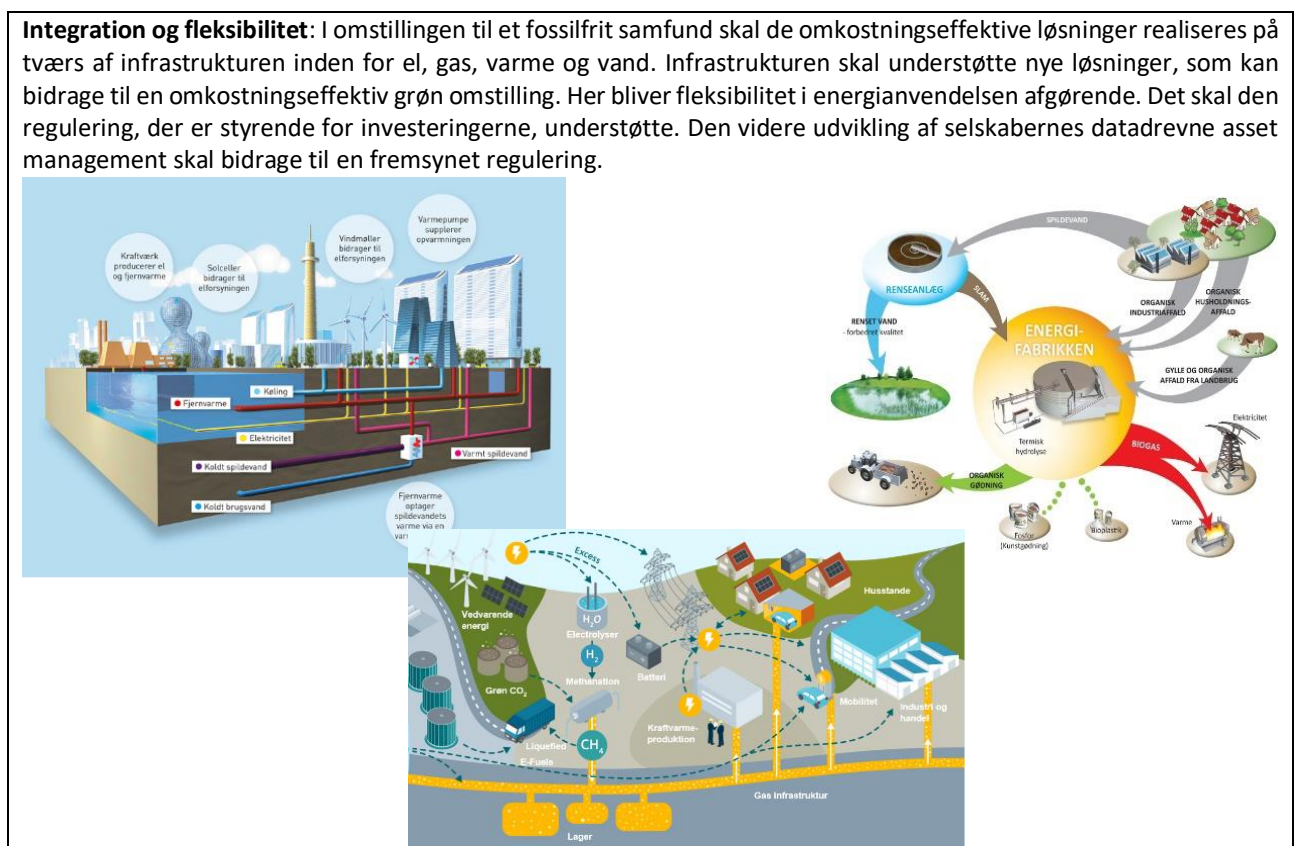 Integration og fleksibilitet: I omstillingen til et fossilfrit samfund skal de omkostningseffektive løsninger realiseres på
tværs af infrastrukturen inden for el, gas, varme og vand. Infrastrukturen skal understøtte nye løsninger, som kan
bidrage til en omkostningseffektiv grøn omstilling. Her bliver fleksibilitet i energianvendelsen afgørende. Det skal den
regulering, der er styrende for investeringerne, understøtte. Den videre udvikling af selskabernes datadrevne asset
management skal bidrage til en fremsynet regulering.
Kraftværk
producerer el
og fjernvarme
Solceller
bidrager til
elforsyningen
Vindmøller
bidrager til
elforsyningen
Varmepumpe
supplerer
opvarmningen
Køling
Fjernvarme
Elektricitet
Koldt spildevand
Varmt spildevand
Koldt brugsvand
Fjernvarme
optager
spildevandets
varme via en
SPILDEVAND
RENSEANLÆG
SLAM
RENSET VAND
- forbedret kvalitet
ORGANISK
INDUSTRIAFFALD
ORGANISK
HUSHOLDNINGS-
AFFALD
ENERGI-
FABRIKKEN
GYLLE OG ORGANISK
AFFALD FRA LANDBRUG
Termisk
hydrolyse
Elektricitet
BIOGAS
ORGANISK
GØDNING
Fosfor
(Kunstgødning)
Bioplastik
Varme
Excess
Vedvarende
energi
H2O
Electrolyser
H2
Methanation
Grøn CO2
Batteri
Husstande
Liquefied
E-Fuels
CH4
Kraftvarme-
produktion
Mobilitet
Industri og
handel
Gas Infrastruktur
Lager